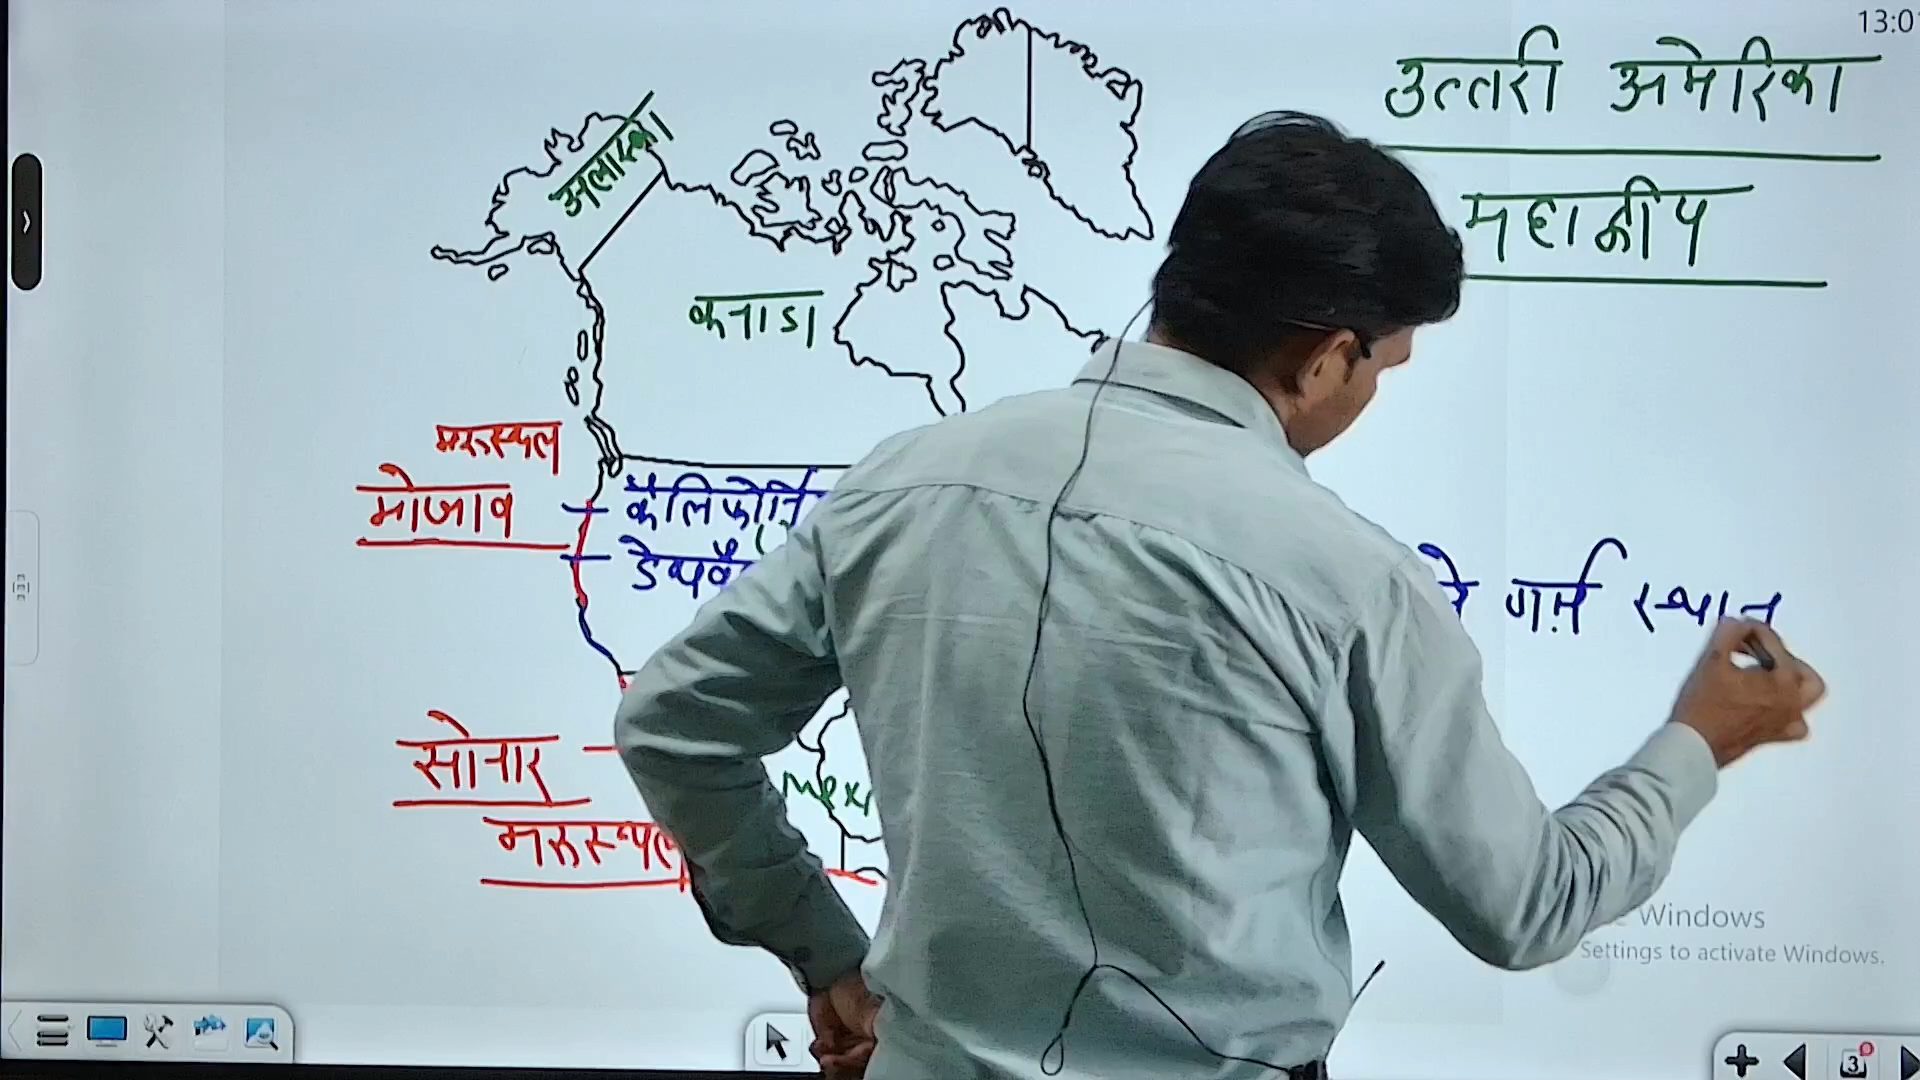 13:0
उत्तरी अमेरिका
महाद्वीप
अलास्का
कनाडा
मरुस्थल
मोजाव
कैलिफोर्नि
डेथवै
गर्म स्थान
सोनार
मरुस्थल
Mexi
Windows
Settings to activate Windows.
3